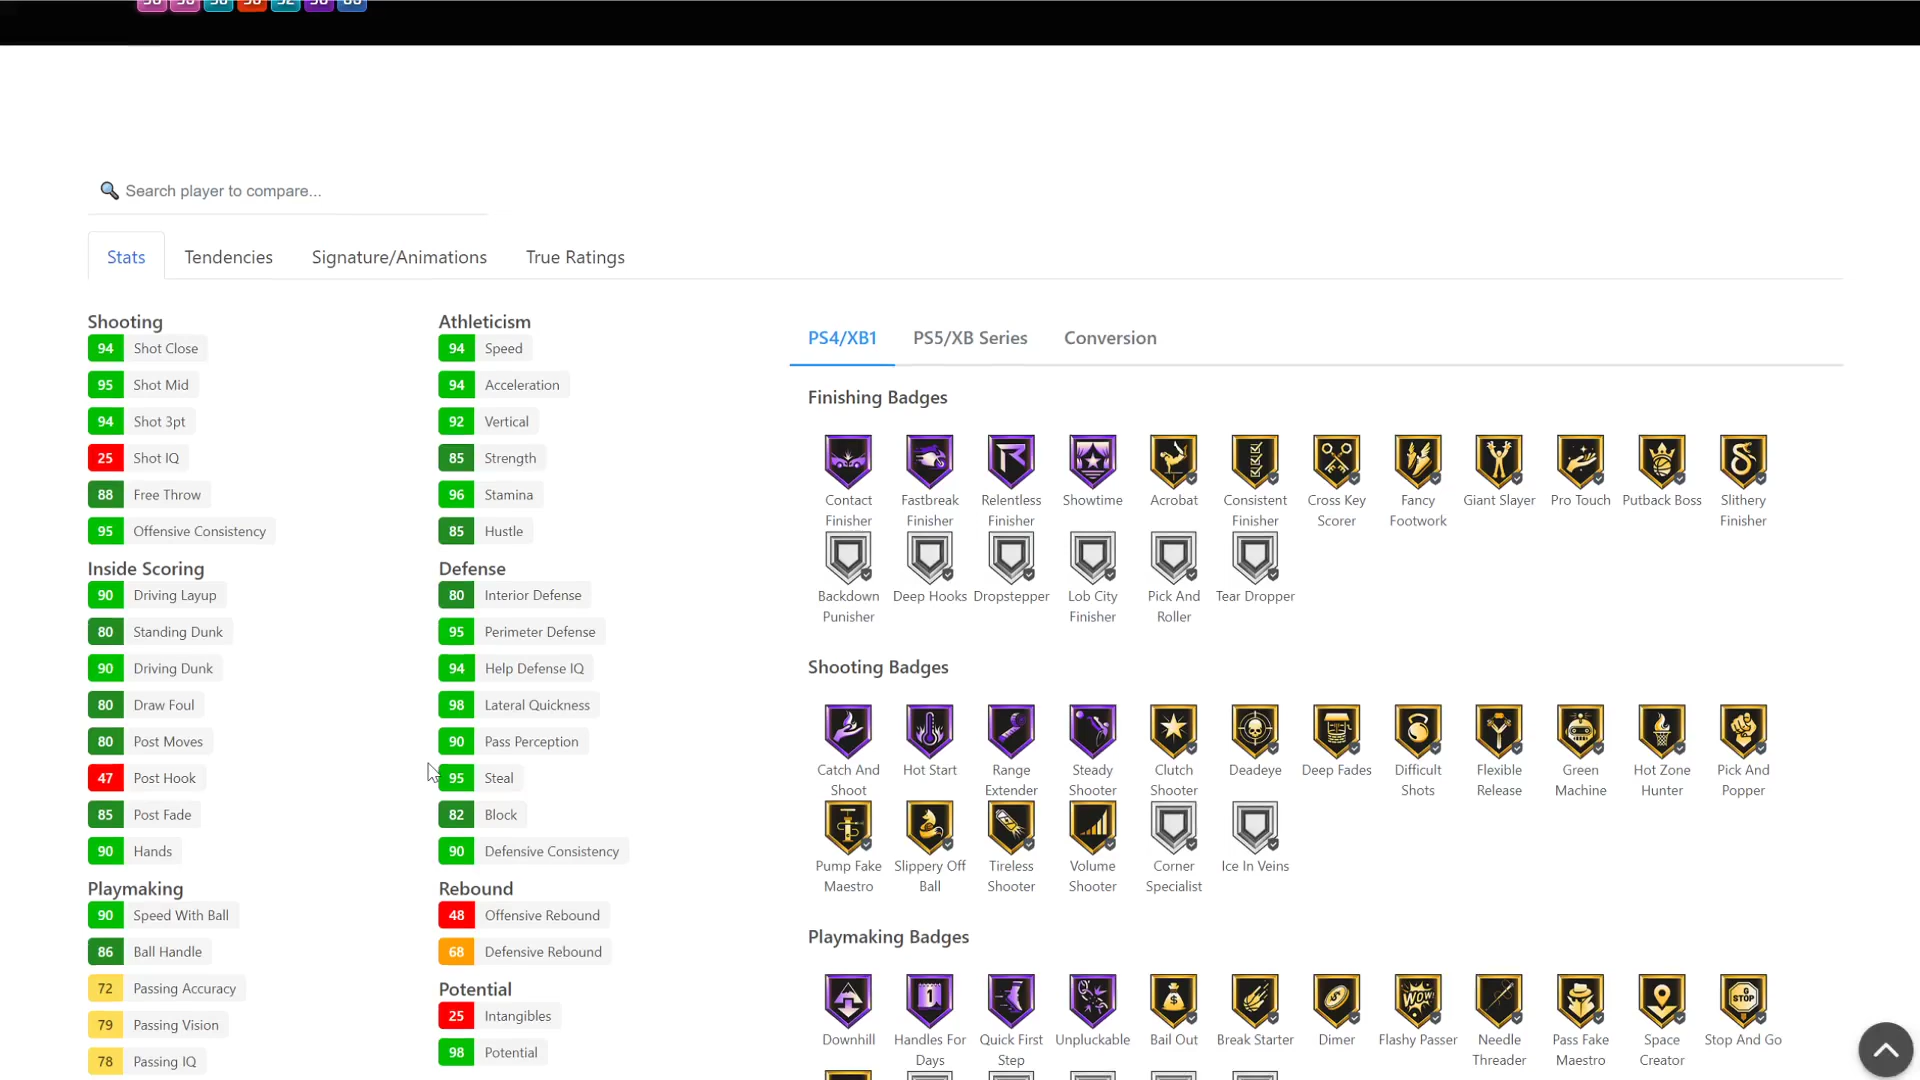 Search player to compare...
Stats Tendencies Signature/Animations True Ratings
Shooting
94 Shot Close
95 Shot Mid
94 Shot 3pt
25 Shot IQ
88 Free Throw
95 Offensive Consistency
Inside Scoring
90 Driving Layup
80 Standing Dunk
90 Driving Dunk
80 Draw Foul
80 Post Moves
47 Post Hook
85 Post Fade
90 Hands
Playmaking
90 Speed With Ball
86 Ball Handle
72 Passing Accuracy
79 Passing Vision
78 Passing IQ
Athleticism
94 Speed
94 Acceleration
92 Vertical
85 Strength
96 Stamina
85 Hustle
Defense
80 Interior Defense
95 Perimeter Defense
94 Help Defense IQ
98 Lateral Quickness
90 Pass Perception
95 Steal
82 Block
90 Defensive Consistency
Rebound
48 Offensive Rebound
68 Defensive Rebound
Potential
25 Intangibles
98 Potential
PS4/XB1 PS5/XB Series Conversion
Finishing Badges
Contact Fastbreak Relentless Showtime Acrobat Consistent Cross Key Fancy Giant Slayer Pro Touch Putback Boss Slithery
Finisher Finisher Finisher Finisher Scorer Footwork Finisher
Backdown Deep Hooks Dropstepper Lob City Pick And Tear Dropper
Punisher Finisher Roller
Shooting Badges
Catch And Hot Start Range Steady Clutch Deadeye Deep Fades Difficult Flexible Green Hot Zone Pick And
Shoot Extender Shooter Shooter Shots Release Machine Hunter Popper
Pump Fake Slippery Off Tireless Volume Corner Ice In Veins
Maestro Ball Shooter Shooter Specialist
Playmaking Badges
1 WOW! G STOP
Downhill Handles For Quick First Unpluckable Bail Out Break Starter Dimer Flashy Passer Needle Pass Fake Space Stop And Go
Days Step Threader Maestro Creator